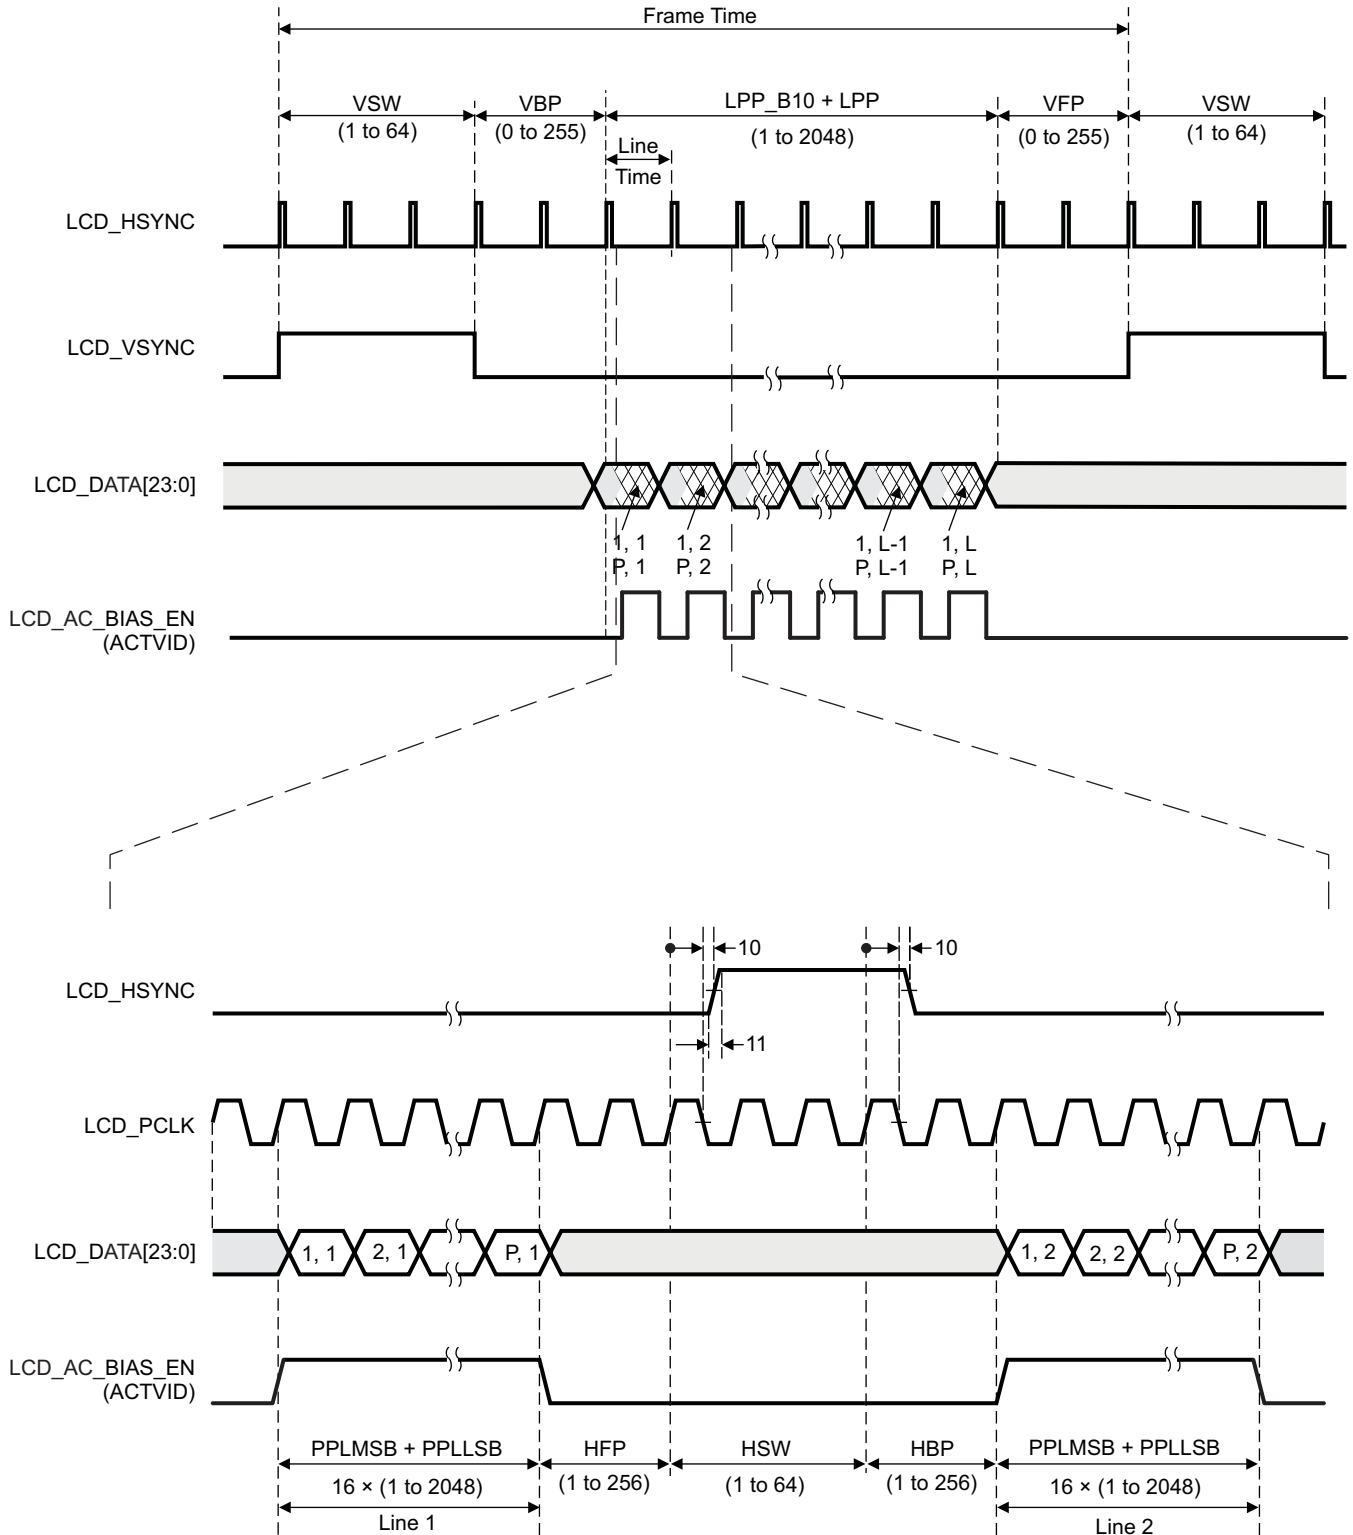 Frame Time
VSW
VBP
LPP_B10 + LPP
VFP
VSW
(1 to 64)
(0 to 255)
(1 to 2048)
(0 to 255)
(1 to 64)
Line
Time
LCD_HSYNC
LCD_VSYNC
LCD_DATA[23:0]
1, 1
P, 1
1, 2
P, 2
1, L-1
P, L-1
1, L
P, L
LCD_AC_BIAS_EN
(ACTVID)
10
10
LCD_HSYNC
11
LCD_PCLK
LCD_DATA[23:0]
1, 1
2, 1
P, 1
1, 2
2, 2
P, 2
LCD_AC_BIAS_EN
(ACTVID)
PPLMSB + PPLLSB
HFP
HSW
HBP
PPLMSB + PPLLSB
16 × (1 to 2048)
(1 to 256)
(1 to 64)
(1 to 256)
16 × (1 to 2048)
Line 1
Line 2